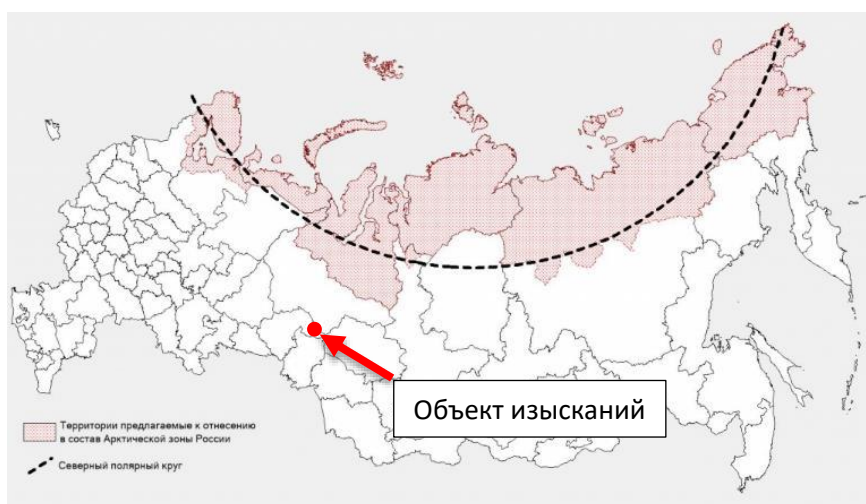 Объект изысканий
Территории предлагаемые к отнесению
в состав Арктической зоны России
Северный полярный круг